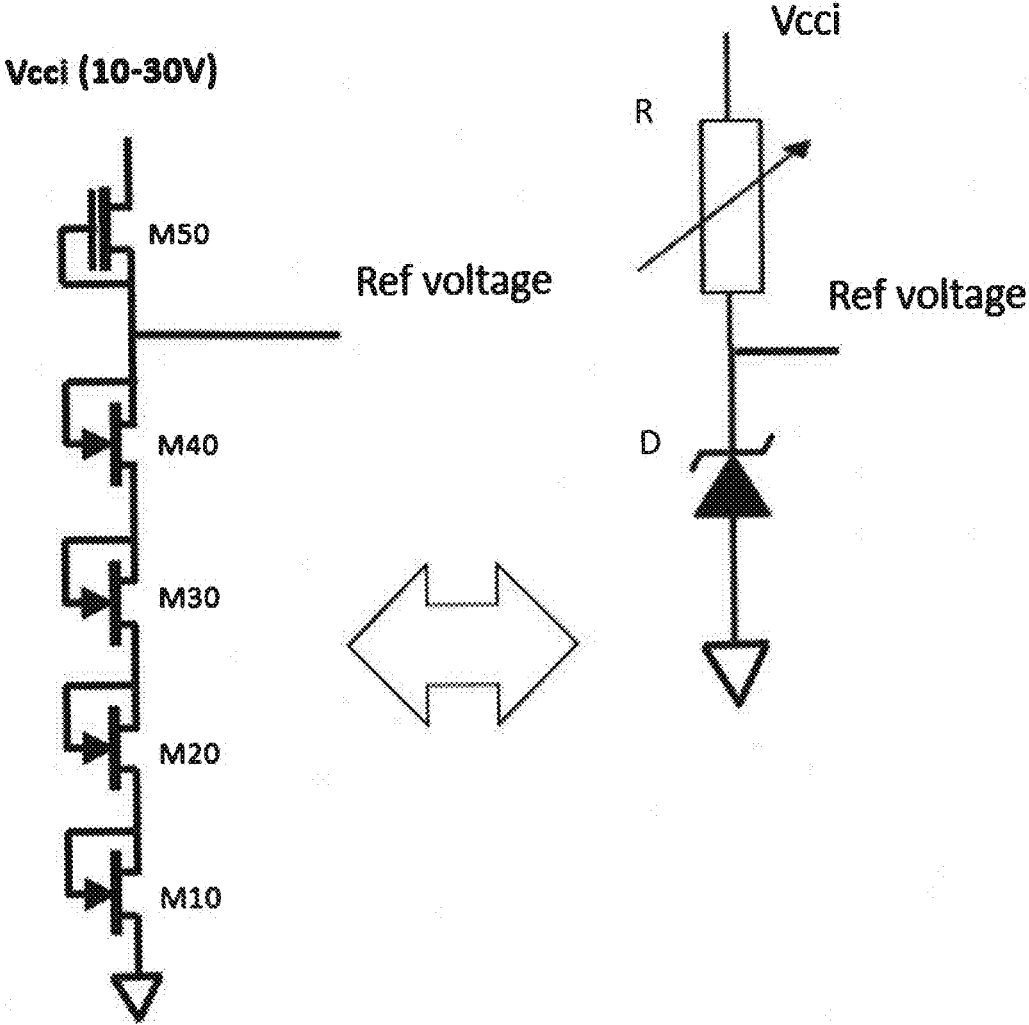 Vcci (10-30V)
M50
Ref voltage
M40
M30
M20
M10
Vcci
R
Ref voltage
D